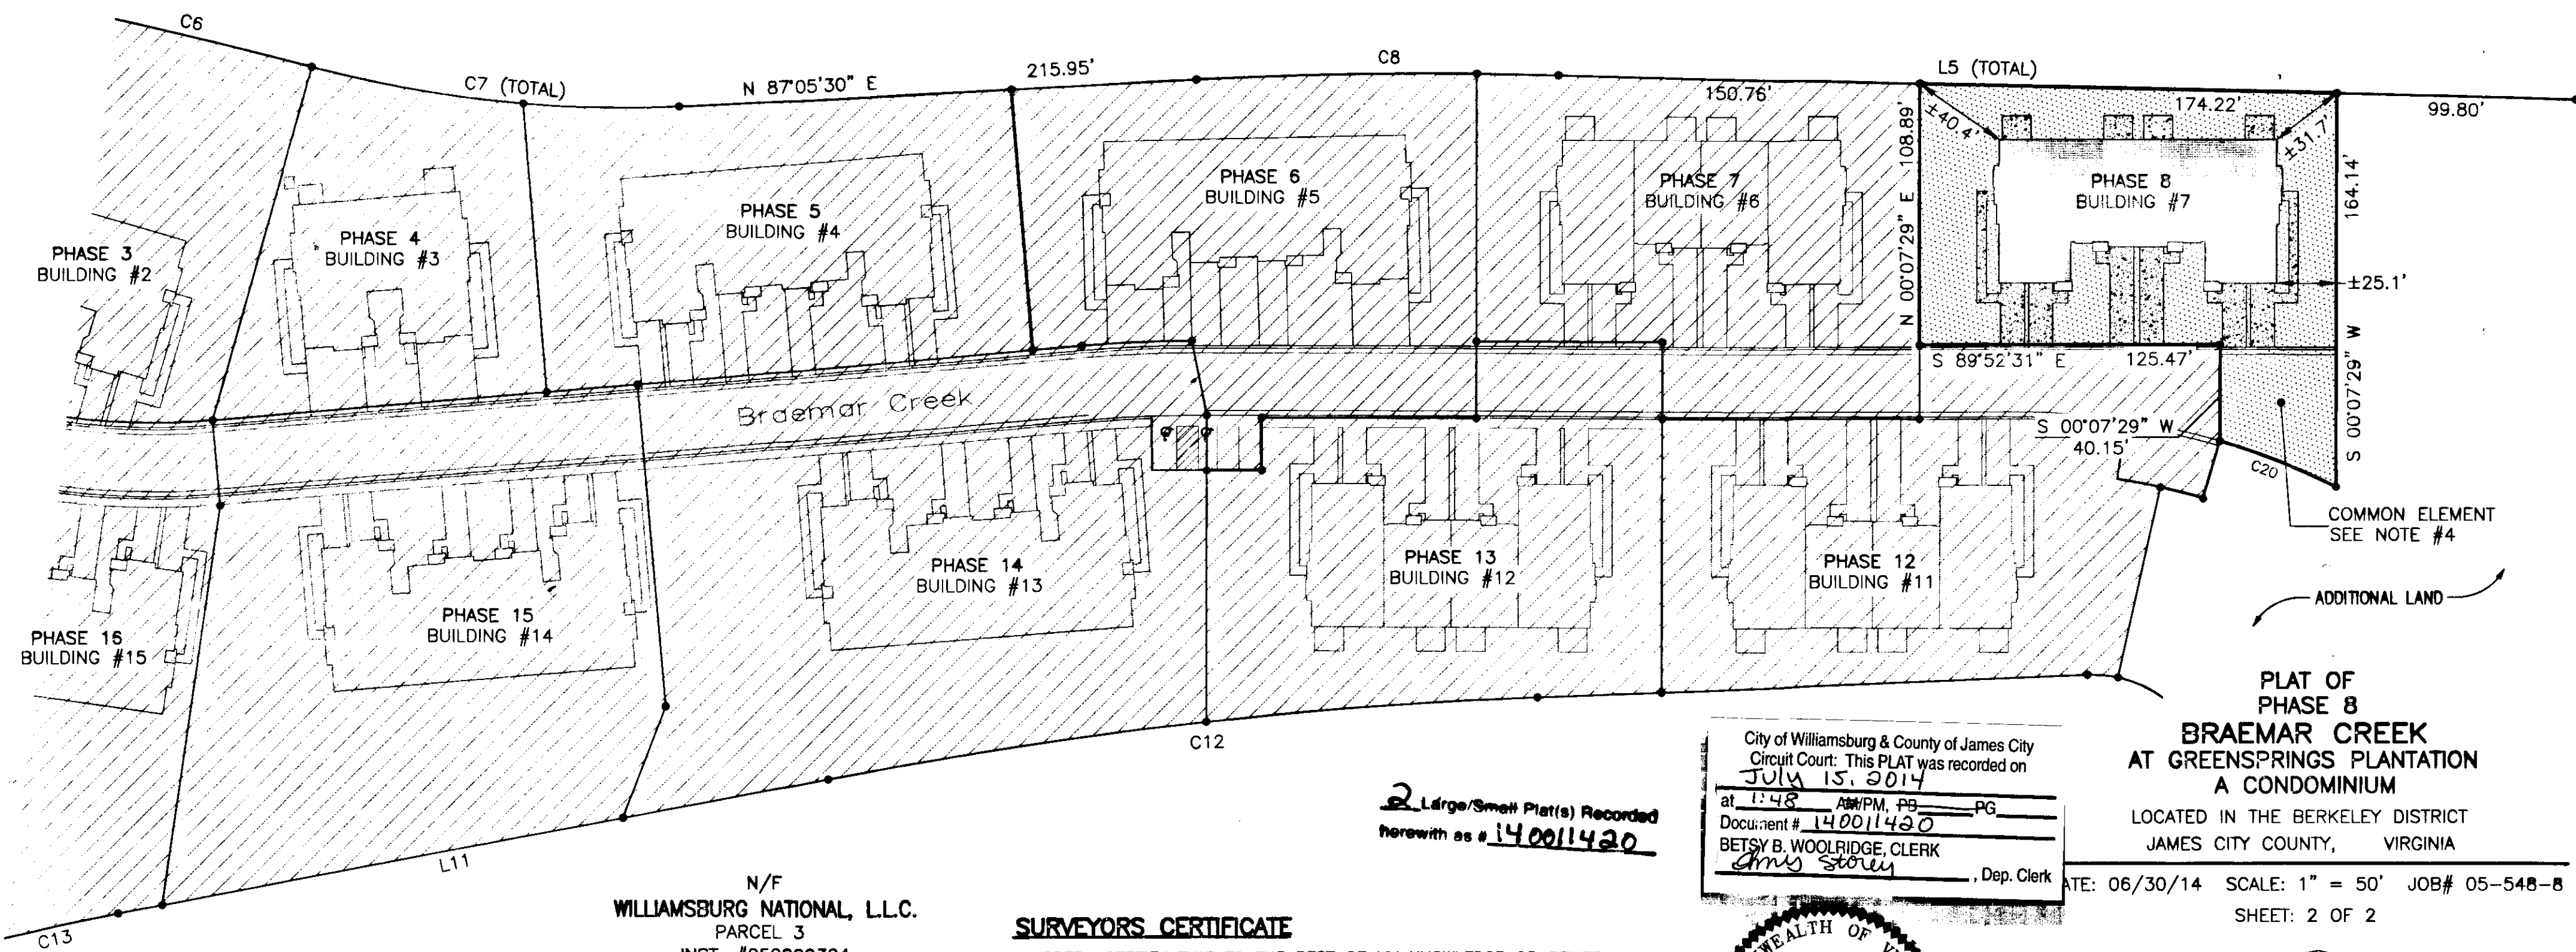 C6
C7 (TOTAL)
N 87°05'30" E
215.95'
C8
L5 (TOTAL)
150.76'
174.22'
99.80'
±40.4'
±31.7'
N 00°07'29" E 108.89'
164.14'
S 00°07'29" W
±25.1'
PHASE 3
BUILDING #2
PHASE 4
BUILDING #3
PHASE 5
BUILDING #4
PHASE 6
BUILDING #5
PHASE 7
BUILDING #6
PHASE 8
BUILDING #7
S 89°52'31" E 125.47'
Braemar Creek
S 00°07'29" W
40.15'
C20
COMMON ELEMENT
SEE NOTE #4
ADDITIONAL LAND
PHASE 16
BUILDING #15
PHASE 15
BUILDING #14
PHASE 14
BUILDING #13
PHASE 13
BUILDING #12
PHASE 12
BUILDING #11
C12
L11
C13
PLAT OF
PHASE 8
BRAEMAR CREEK
AT GREENSPRINGS PLANTATION
A CONDOMINIUM
LOCATED IN THE BERKELEY DISTRICT
JAMES CITY COUNTY, VIRGINIA
ATE: 06/30/14 SCALE: 1" = 50' JOB# 05-548-8
SHEET: 2 OF 2
2 Large/Small Plat(s) Recorded
herewith as # 140011420
City of Williamsburg & County of James City
Circuit Court: This PLAT was recorded on
July 15, 2014
at 1:48 AM/PM, PB PG
Document # 140011420
BETSY B. WOOLRIDGE, CLERK
Storey, Dep. Clerk
N/F
WILLIAMSBURG NATIONAL, L.L.C.
PARCEL 3
SURVEYORS CERTIFICATE
WEALTH OF V